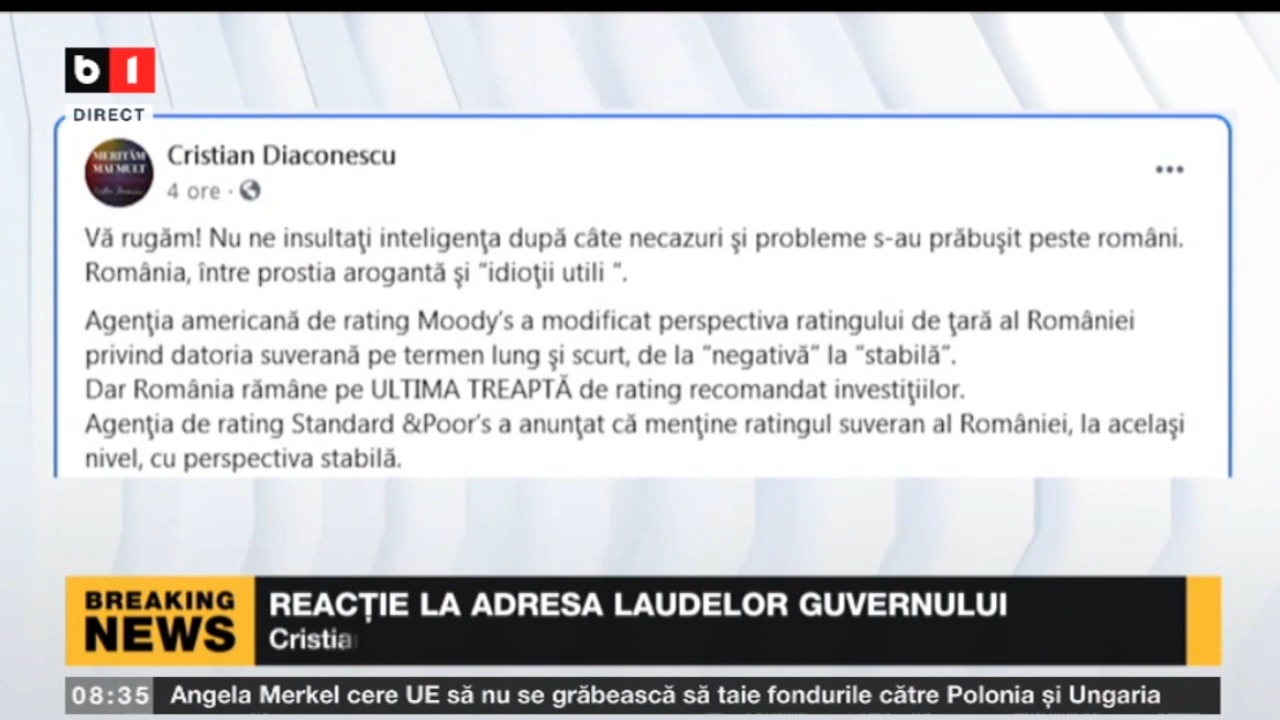 b 1
DIRECT
MERITĂM
MAI MULT
Cristian Diaconescu
4 ore ·
Vă rugăm! Nu ne insultaţi inteligenţa după câte necazuri şi probleme s-au prăbuşit peste români.
România, între prostia arogantă şi “idioţii utili “.
Agenţia americană de rating Moody’s a modificat perspectiva ratingului de ţară al României
privind datoria suverană pe termen lung şi scurt, de la “negativă” la “stabilă”.
Dar România rămâne pe ULTIMA TREAPTĂ de rating recomandat investiţiilor.
Agenţia de rating Standard &Poor’s a anunţat că menţine ratingul suveran al României, la acelaşi
nivel, cu perspectiva stabilă.
BREAKING
NEWS
REACȚIE LA ADRESA LAUDELOR GUVERNULUI
Cristia
08:35 Angela Merkel cere UE să nu se grăbească să taie fondurile către Polonia și Ungaria